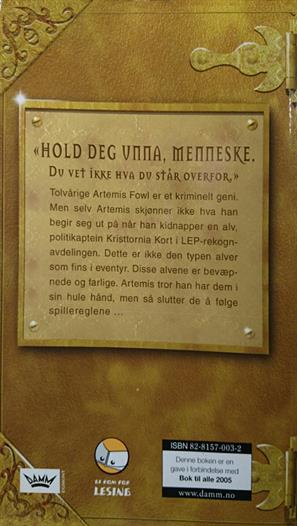 «HOLD DEG UNNA, MENNESKE.
DU VET IKKE HVA DU STÅR OVERFOR.»
Tolvårige Artemis Fowl er et kriminelt geni.
Men selv Artemis skjønner ikke hva han
begir seg ut på når han kidnapper en alv,
politikaptein Kristtornia Kort i LEP-rekogn-
avdelingen. Dette er ikke den typen alver
som fins i eventyr. Disse alvene er bevæp-
nede og farlige. Artemis tror han har dem i
sin hule hånd, men så slutter de å følge
spillereglene ...
DAMM
LESING
ISBN 82-8157-003-2
Denne boken er en
gave i forbindelse med
Bok til alle 2005
www.damm.no